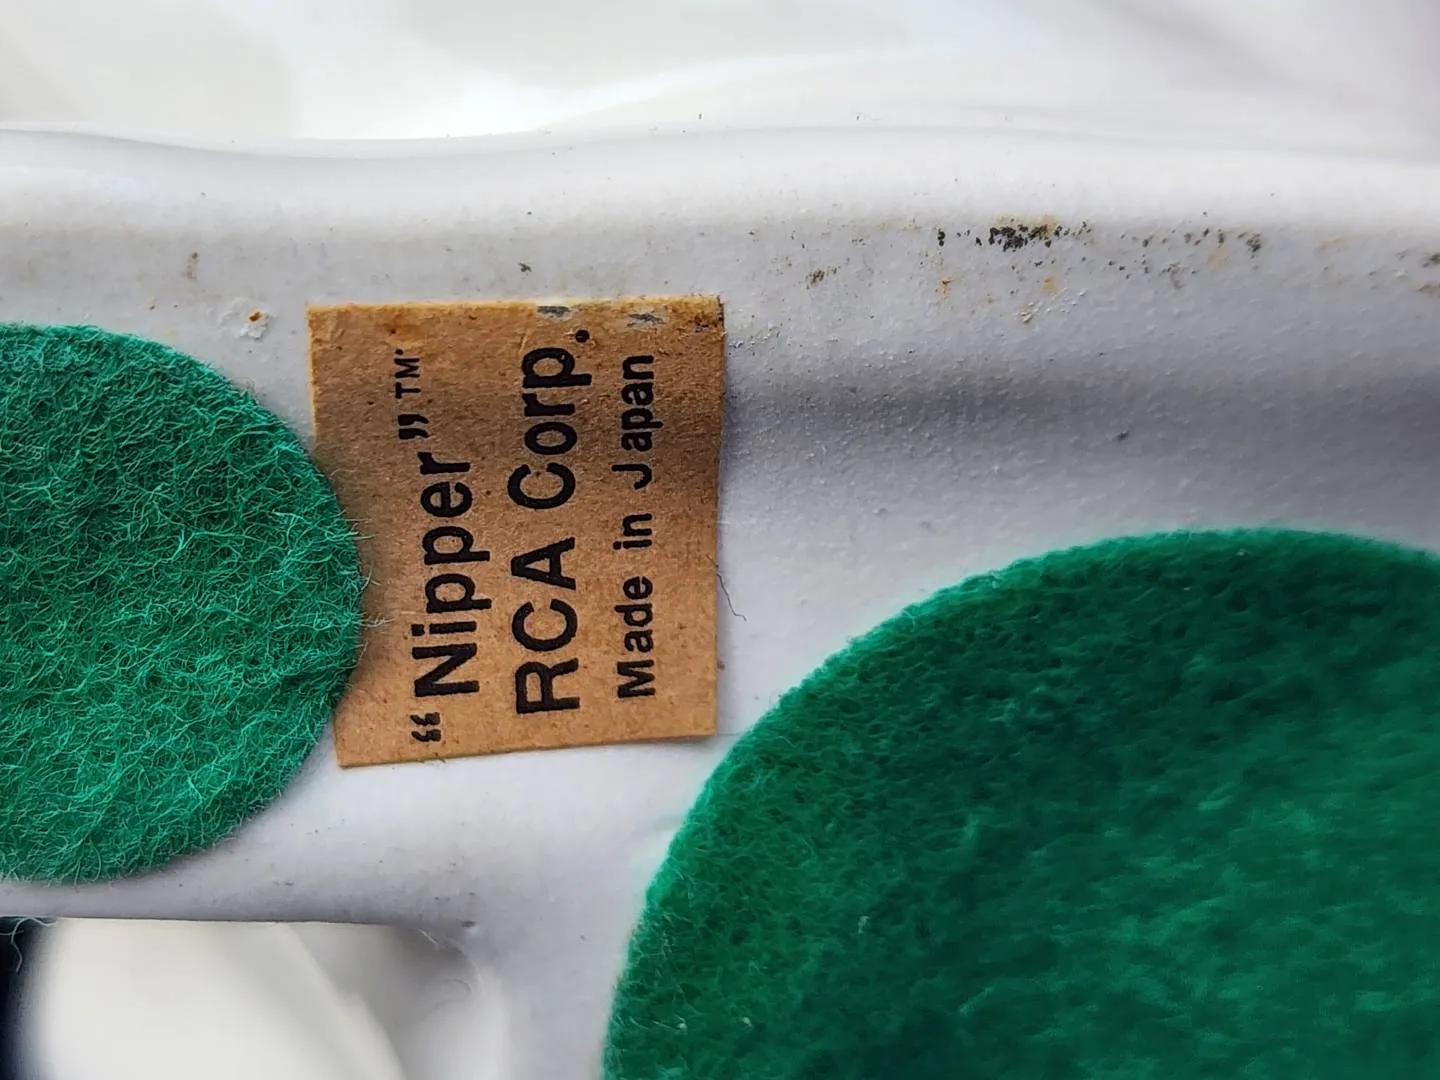 “Nipper”™
RCA Corp.
Made in Japan